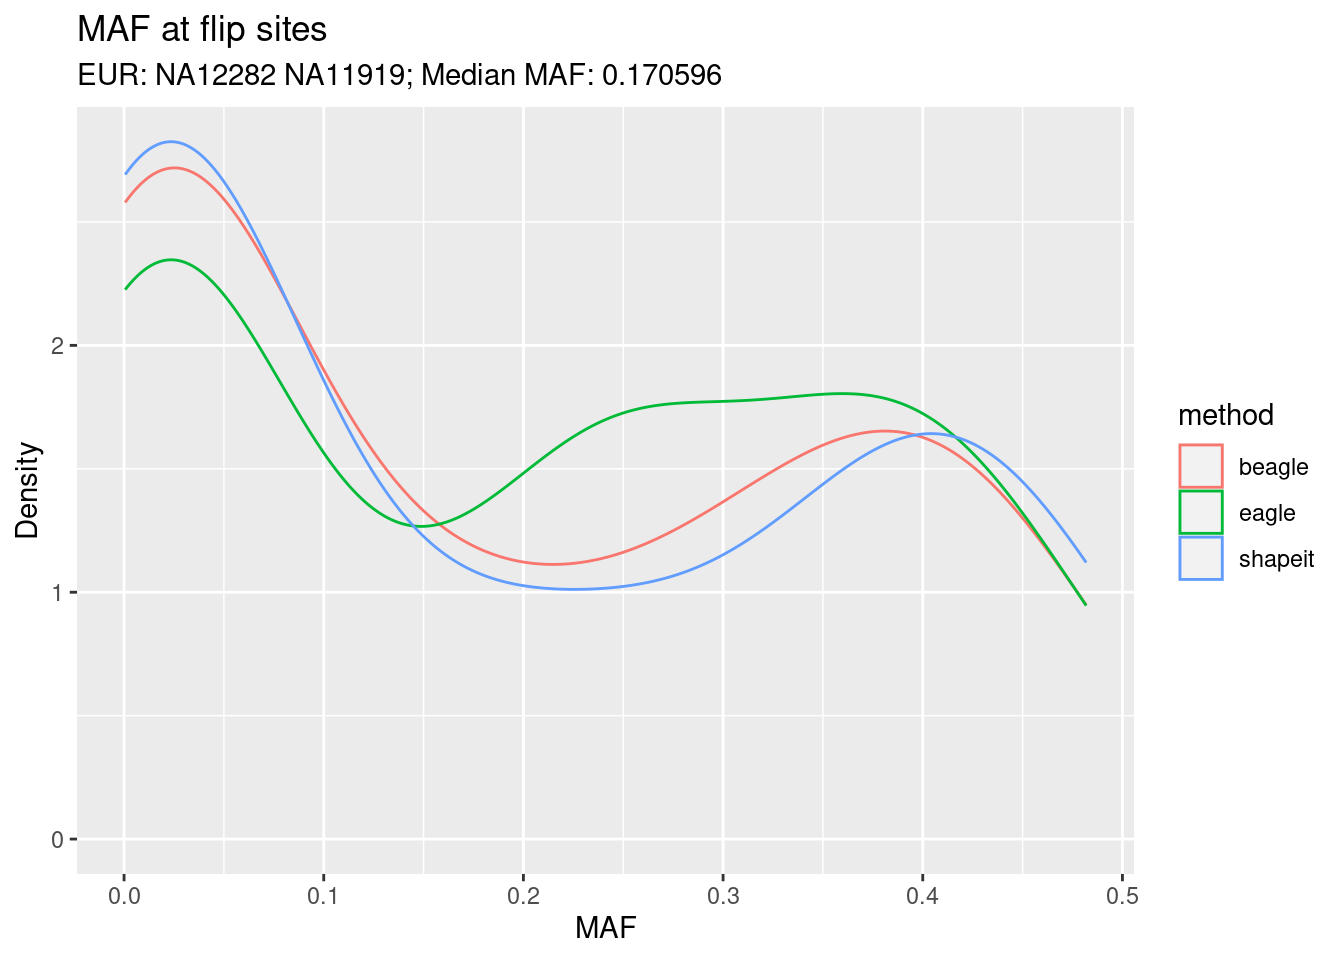 MAF at flip sites
EUR: NA12282 NA11919; Median MAF: 0.170596
Density
2
1
0
0.0 0.1 0.2 0.3 0.4 0.5
MAF
method
beagle
eagle
shapeit